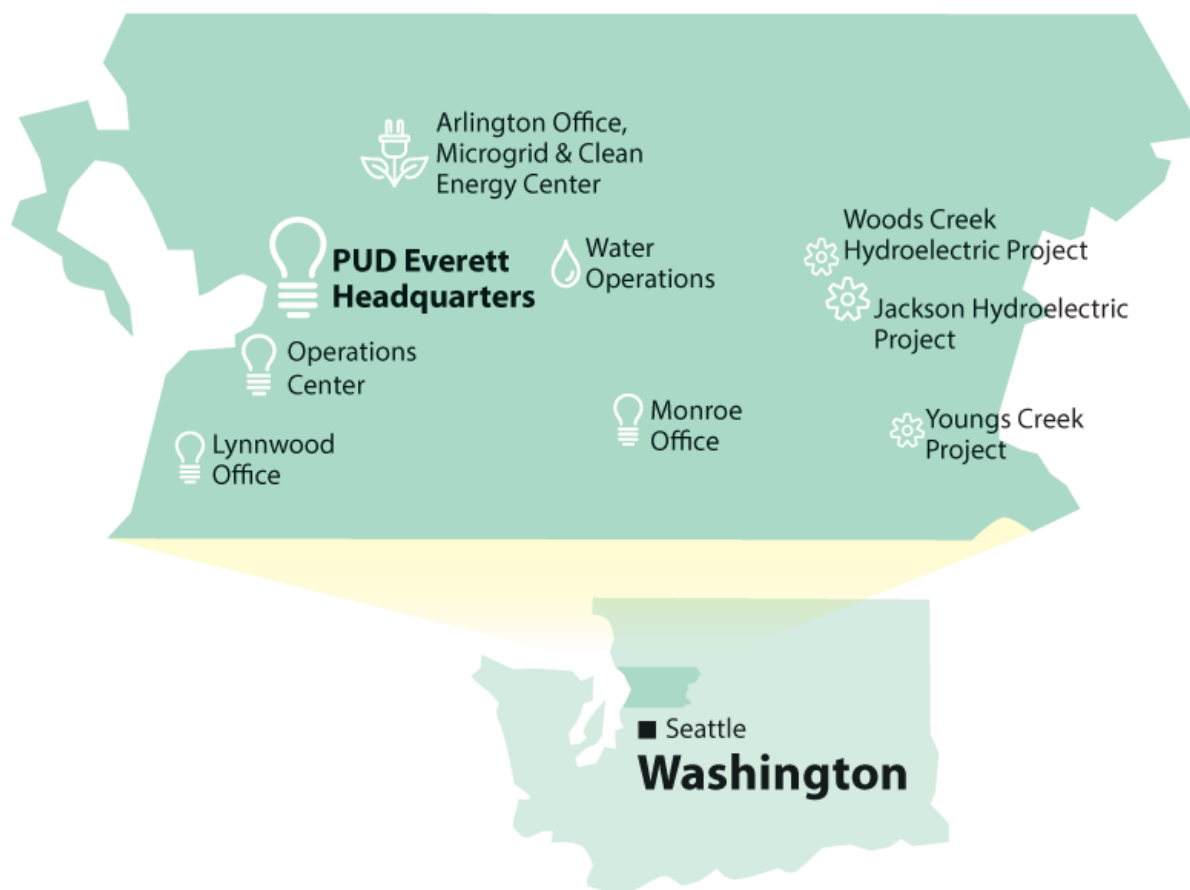 Arlington Office,
Microgrid & Clean
Energy Center
Woods Creek
Hydroelectric Project
PUD Everett
Headquarters
Water
Operations
Jackson Hydroelectric
Project
Operations
Center
Monroe
Office
Youngs Creek
Project
Lynnwood
Office
Seattle
Washington